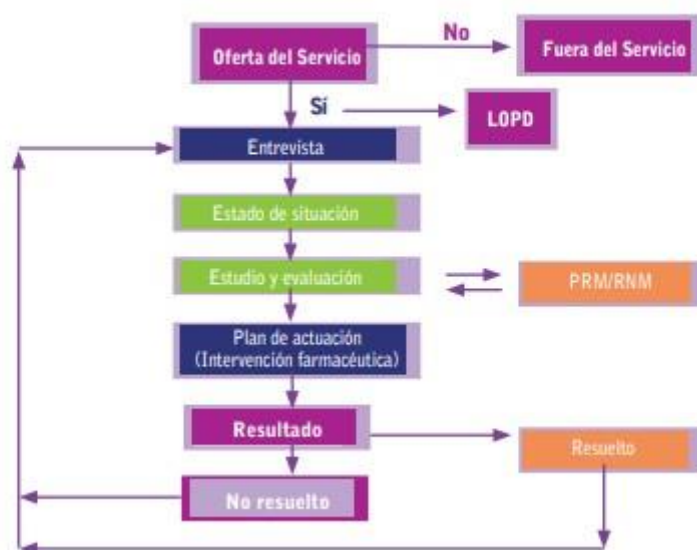 Oferta del Servicio
No
Fuera del Servicio
Sí
LOPD
Entrevista
Estado de situación
Estudio y evaluación
PRM/RNM
Plan de actuación
(Intervención farmacéutica)
Resultado
Resuelto
No resuelto